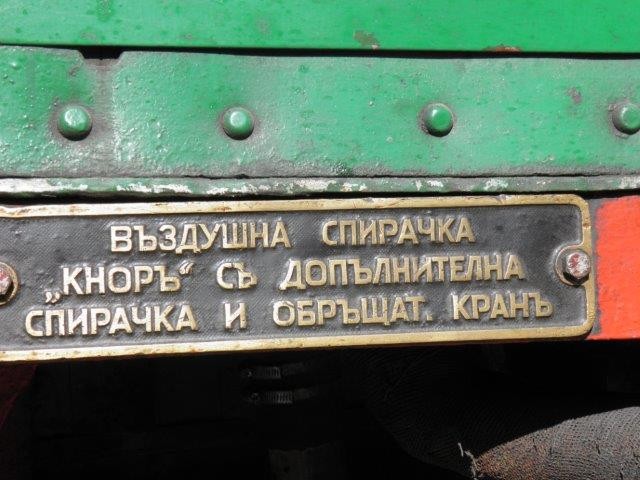 ВЪЗДУШНА СПИРАЧКА
„КНОРЪ“ СЪ ДОПЪЛНИТЕЛНА
СПИРАЧКА И ОБРЪЩАТ. КРАНЪ